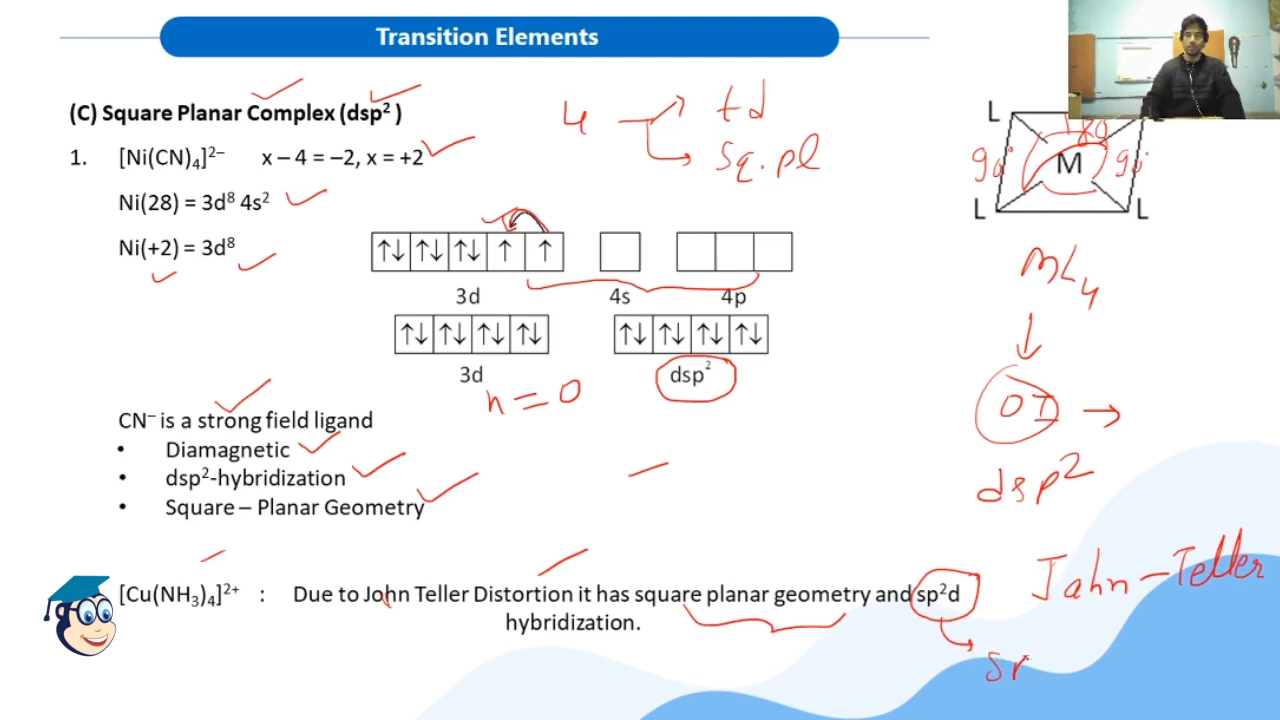 Transition Elements
(C) Square Planar Complex (dsp²)
4 → td
→ Sq. pl
1. [Ni(CN)₄]²⁻ x – 4 = –2, x = +2
Ni(28) = 3d⁸ 4s²
Ni(+2) = 3d⁸
L
L M L
90° 180 90°
ML₄
↓
OI →
dsp²
↑↓ ↑↓ ↑↓ ↑ ↑
3d 4s 4p
↑↓ ↑↓ ↑↓ ↑↓ ↑↓ ↑↓ ↑↓ ↑↓
3d dsp²
n = 0
CN⁻ is a strong field ligand
• Diamagnetic
• dsp²-hybridization
• Square – Planar Geometry
[Cu(NH₃)₄]²⁺ : Due to John Teller Distortion it has square planar geometry and sp²d
hybridization.
Jahn - Teller